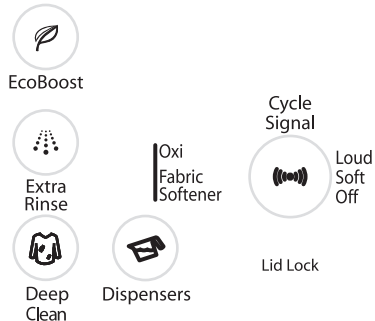 EcoBoost
Cycle
Signal
Oxi
Fabric
Softener
Loud
Soft
Off
Extra
Rinse
Lid Lock
Deep
Clean
Dispensers